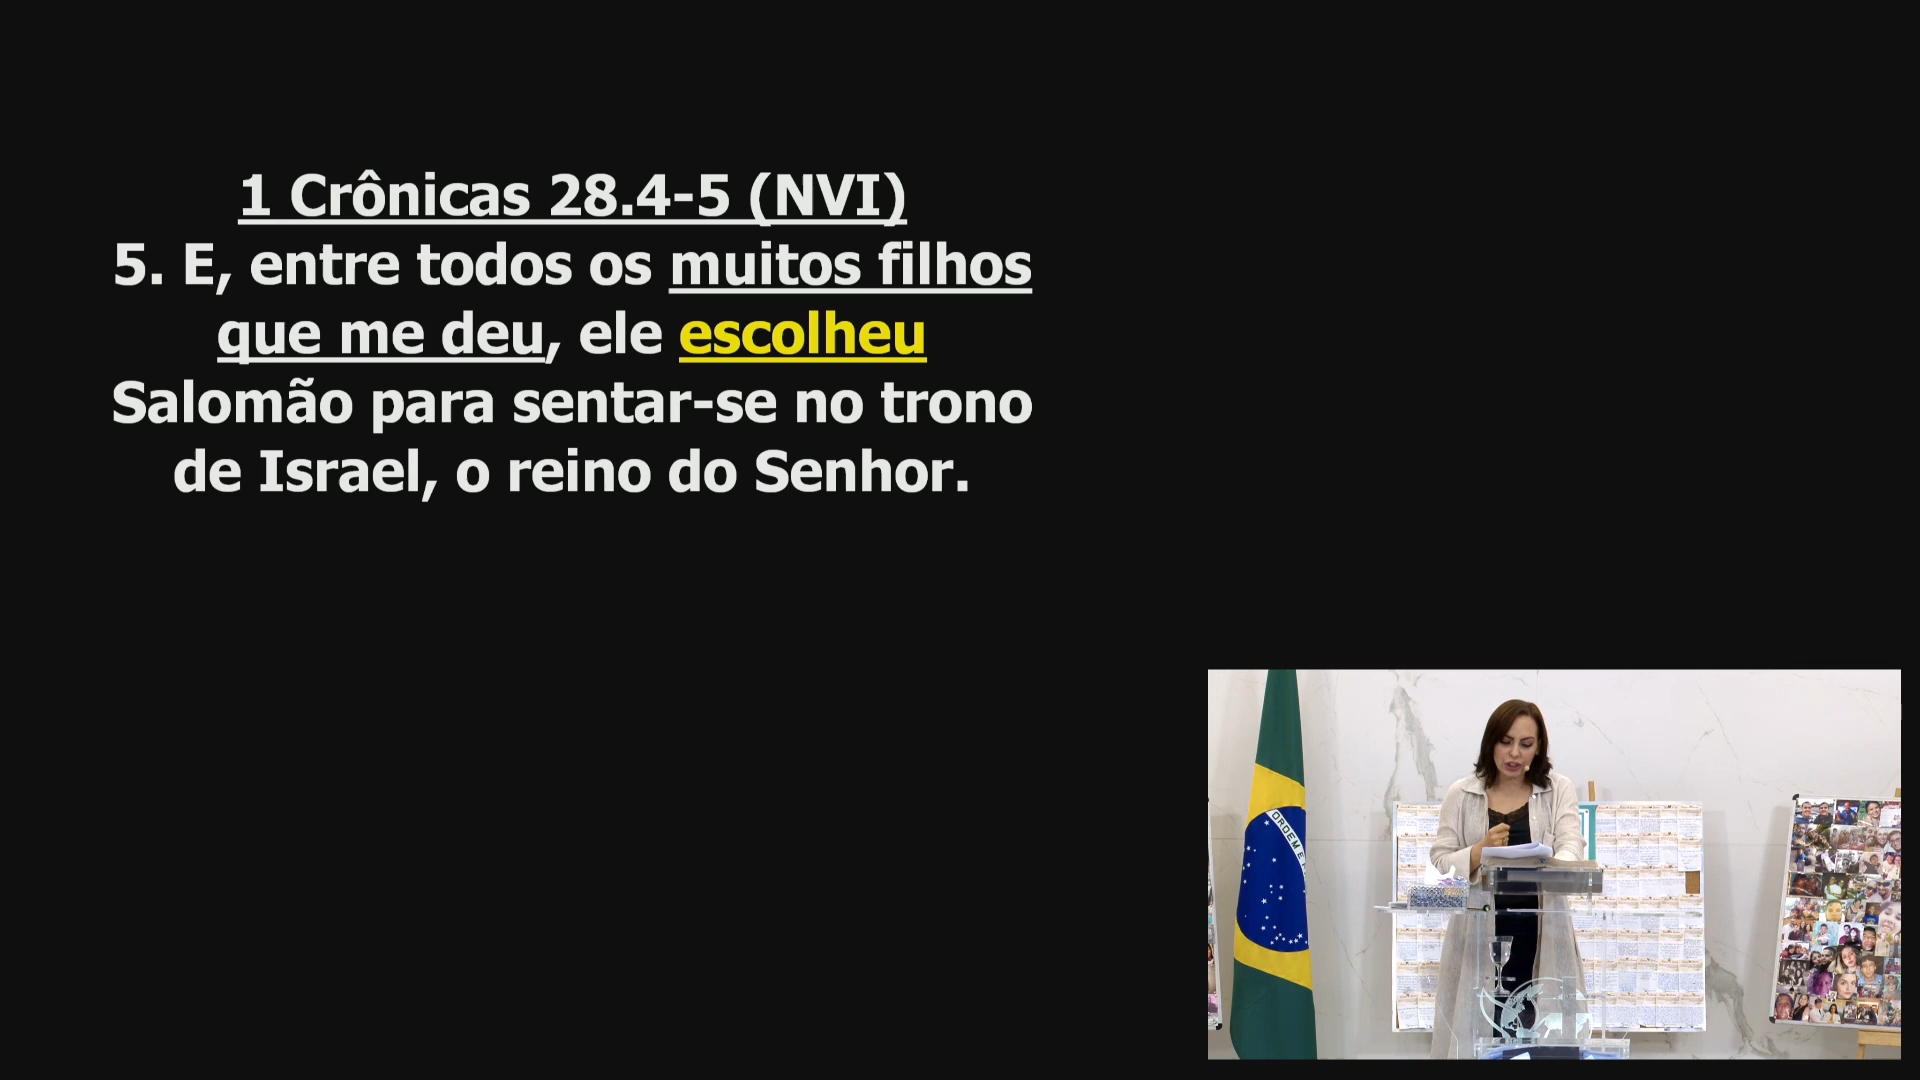 1 Crônicas 28.4-5 (NVI)
5. E, entre todos os muitos filhos
que me deu, ele escolheu
Salomão para sentar-se no trono
de Israel, o reino do Senhor.
ORDEM E